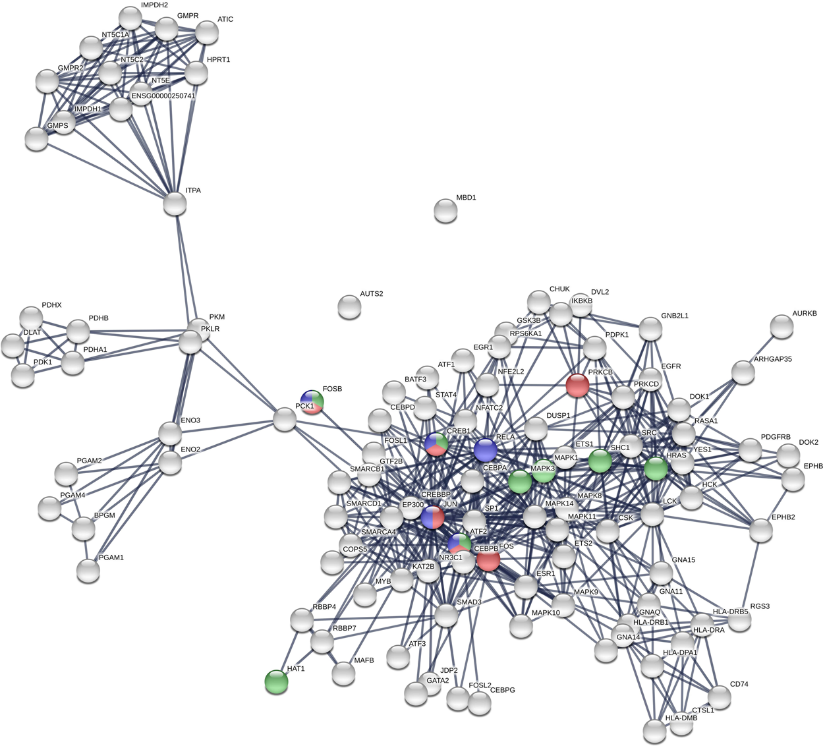 IMPDH2
GMPR
ATIC
NT5C1A
NT5C2
HPRT1
GMPR2
NT5E
ENSG00000250741
IMPDH1
GMPS
ITPA
MBD1
AUTS2
PDHX
PDHB
PKM
PKLR
DLAT
PDHA1
PDK1
CHUK
DVL2
IKBKB
GSK3B
GNB2L1
AURKB
RPS6KA1
EGR1
PDPK1
ATF1
NFE2L2
PRKCB
EGFR
ARHGAP35
BATF3
PRKCD
FOSB
PCK1
STAT4
CEBPD
NFATC2
DOK1
DUSP1
RASA1
ENO3
FOSL1
CREB1
RELA
ETS1
SRC
PDGFRB
DOK2
ENO2
GTF2B
MAPK1
SHC1
YES1
PGAM2
SMARCB1
CEBPA
MAPK3
HRAS
EPHB
PGAM4
CREBBP
MAPK8
HCK
SMARCD1
EP300
JUN
SP1
MAPK14
LCK
BPGM
SMARCA4
ATF2
MAPK11
CSK
EPHB2
COPS5
CEBPB
FOS
ETS2
PGAM1
NR3C1
KAT2B
ESR1
GNA15
MYB
MAPK9
GNA11
RBBP4
SMAD3
MAPK10
GNAQ
HLA-DRB5
RGS3
HLA-DRB1
RBBP7
GNA14
HLA-DRA
ATF3
HLA-DPA1
HAT1
MAFB
JDP2
GATA2
FOSL2
CEBPG
CD74
CTSL1
HLA-DMB